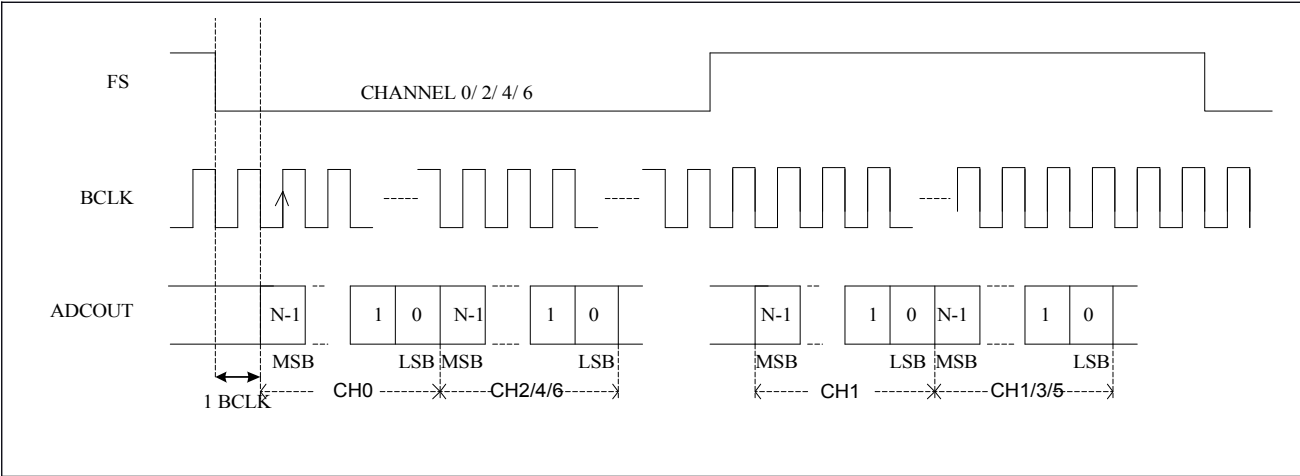 FS
CHANNEL 0/ 2/ 4/ 6
BCLK
ADCOUT
N-1 1 0 N-1 1 0 N-1 1 0 N-1 1 0
MSB LSB MSB LSB MSB LSB MSB LSB
1 BCLK CH0 CH2/4/6 CH1 CH1/3/5